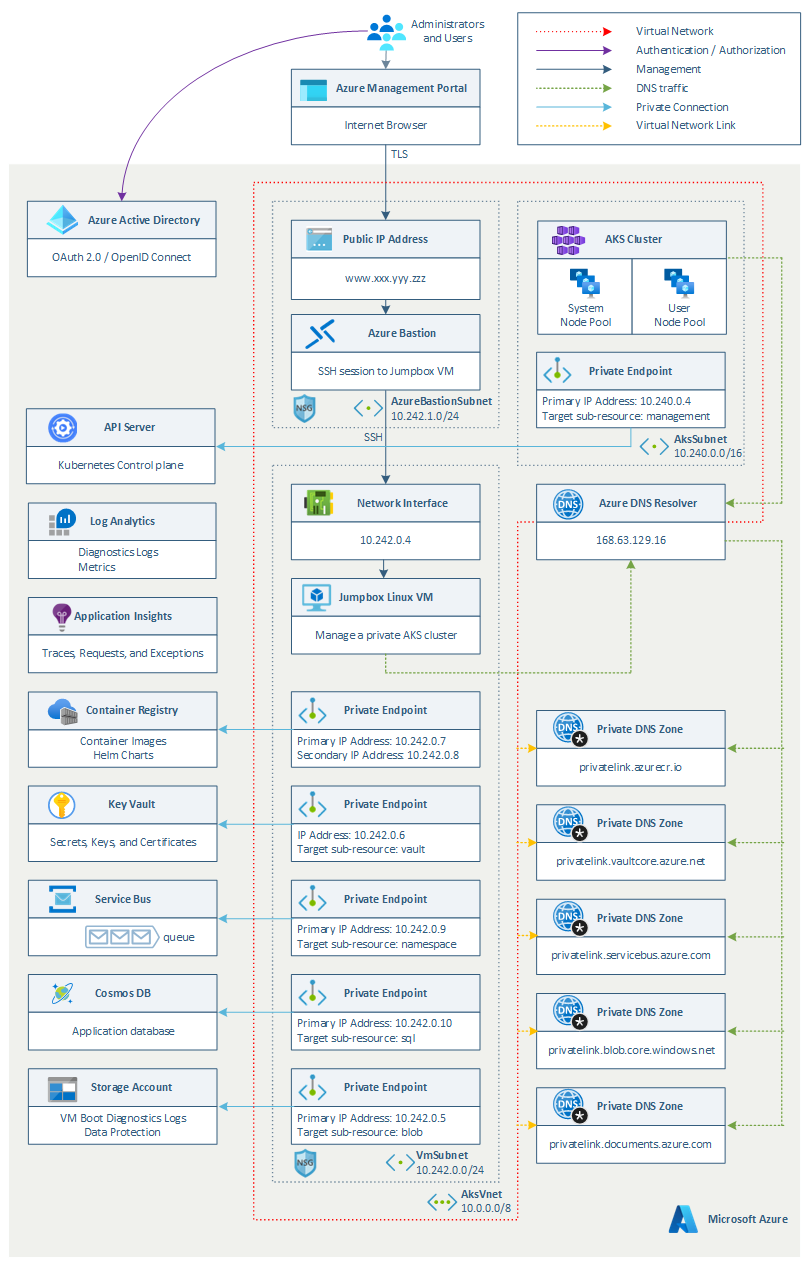 Administrators
and Users
Virtual Network
Authentication / Authorization
Management
DNS traffic
Private Connection
Virtual Network Link
Azure Management Portal
Internet Browser
TLS
Azure Active Directory
OAuth 2.0 / OpenID Connect
Public IP Address
www.xxx.yyy.zzz
Azure Bastion
SSH session to Jumpbox VM
NSG
AzureBastionSubnet
10.242.1.0/24
AKS Cluster
System
Node Pool
User
Node Pool
Private Endpoint
Primary IP Address: 10.240.0.4
Target sub-resource: management
AksSubnet
10.240.0.0/16
API Server
Kubernetes Control plane
SSH
Log Analytics
Diagnostics Logs
Metrics
Network Interface
10.242.0.4
DNS
Azure DNS Resolver
168.63.129.16
Application Insights
Traces, Requests, and Exceptions
Jumpbox Linux VM
Manage a private AKS cluster
Container Registry
Container Images
Helm Charts
Private Endpoint
Primary IP Address: 10.242.0.7
Secondary IP Address: 10.242.0.8
DNS
Private DNS Zone
privatelink.azurecr.io
Key Vault
Secrets, Keys, and Certificates
Private Endpoint
IP Address: 10.242.0.6
Target sub-resource: vault
DNS
Private DNS Zone
privatelink.vaultcore.azure.net
Service Bus
queue
Private Endpoint
Primary IP Address: 10.242.0.9
Target sub-resource: namespace
DNS
Private DNS Zone
privatelink.servicebus.azure.com
Cosmos DB
Application database
Private Endpoint
Primary IP Address: 10.242.0.10
Target sub-resource: sql
DNS
Private DNS Zone
privatelink.blob.core.windows.net
Storage Account
VM Boot Diagnostics Logs
Data Protection
Private Endpoint
Primary IP Address: 10.242.0.5
Target sub-resource: blob
DNS
Private DNS Zone
privatelink.documents.azure.com
NSG
VmSubnet
10.242.0.0/24
AksVnet
10.0.0.0/8
Microsoft Azure